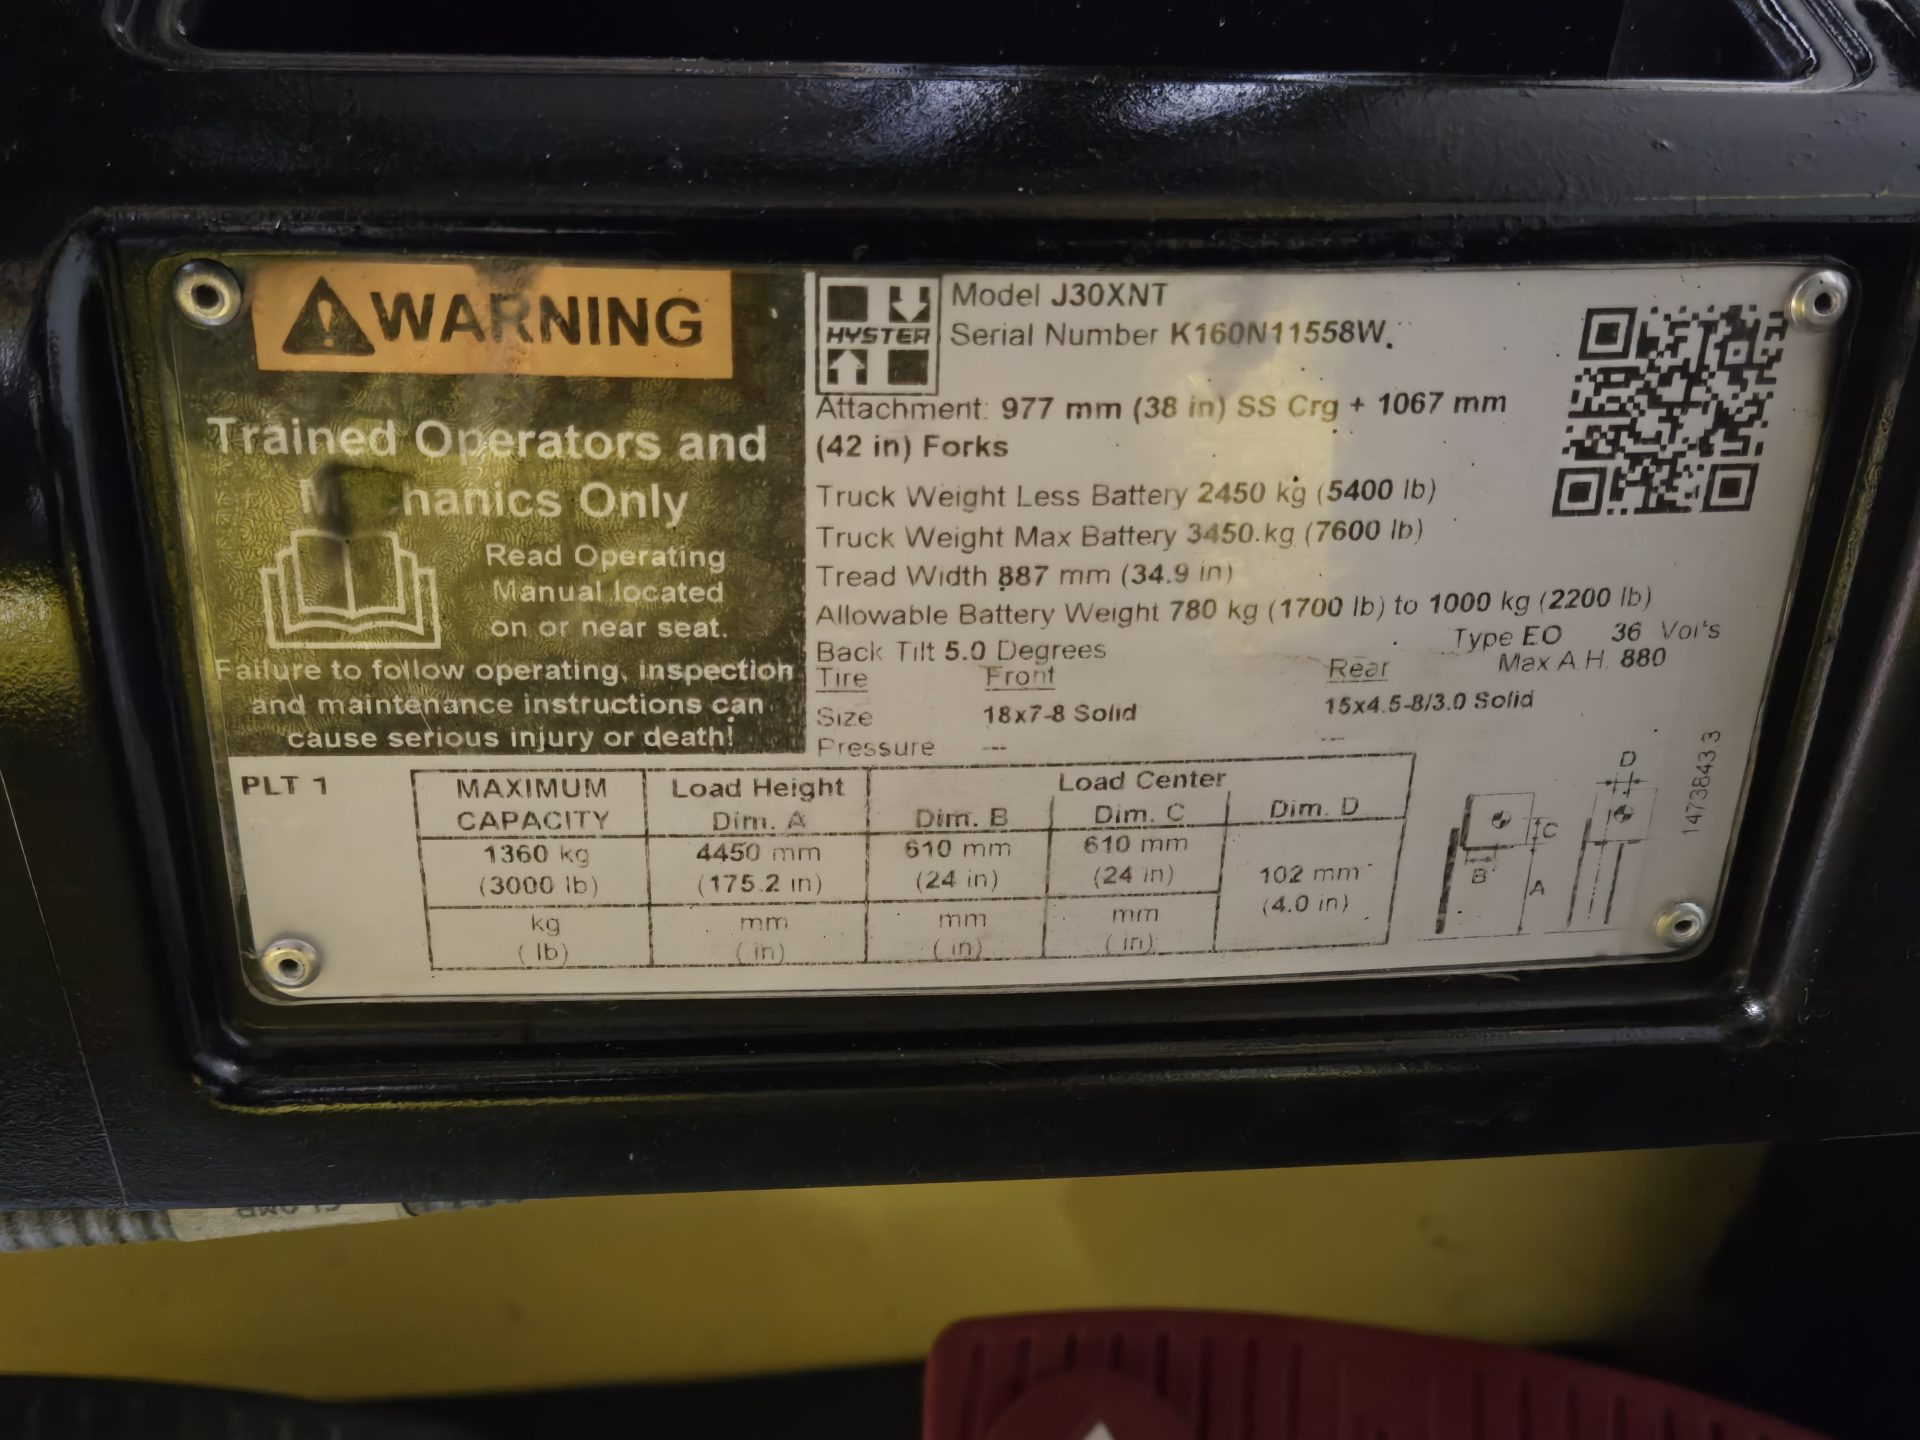 WARNING
Trained Operators and
Mechanics Only
Read Operating
Manual located
on or near seat.
Failure to follow operating, inspection
and maintenance instructions can
cause serious injury or death!
HYSTER
Model J30XNT
Serial Number K160N11558W
Attachment: 977 mm (38 in) SS Crg + 1067 mm
(42 in) Forks
Truck Weight Less Battery 2450 kg (5400 lb)
Truck Weight Max Battery 3450 kg (7600 lb)
Tread Width 887 mm (34.9 in)
Allowable Battery Weight 780 kg (1700 lb) to 1000 kg (2200 lb)
Back Tilt 5.0 Degrees Type EO 36 Volts
Max A.H. 880
Tire Front Rear
Size 18x7-8 Solid 15x4.5-8/3.0 Solid
Pressure --- ---
PLT 1
MAXIMUM CAPACITY Load Height Dim. A Load Center Dim. B Dim. C Dim. D
1360 kg 4450 mm 610 mm 610 mm 102 mm
(3000 lb) (175.2 in) (24 in) (24 in) (4.0 in)
kg mm mm mm
( lb) ( in) ( in) ( in)
D
C
B
A
14738433